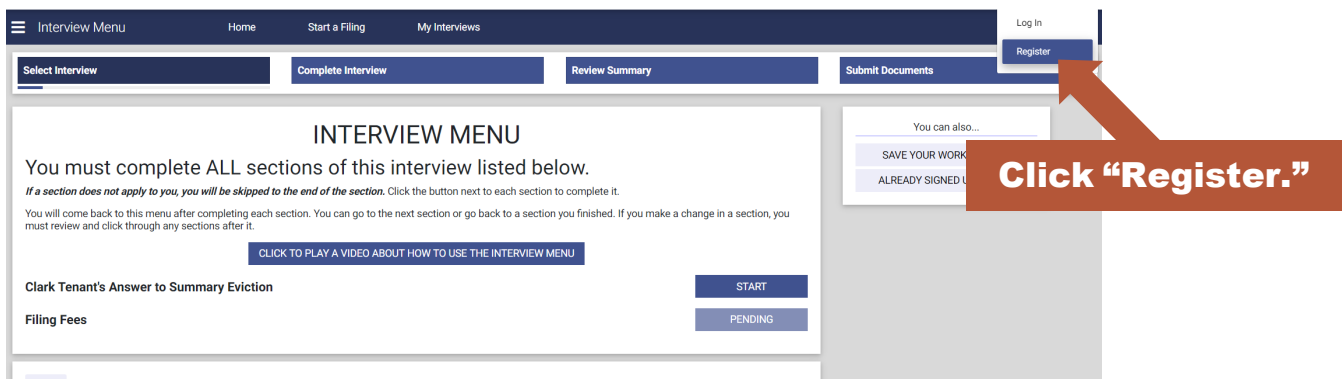 Interview Menu
Home
Start a Filing
My Interviews
Log In
Register
Select Interview
Complete Interview
Review Summary
Submit Documents
INTERVIEW MENU
You must complete ALL sections of this interview listed below.
If a section does not apply to you, you will be skipped to the end of the section. Click the button next to each section to complete it.
You will come back to this menu after completing each section. You can go to the next section or go back to a section you finished. If you make a change in a section, you
must review and click through any sections after it.
CLICK TO PLAY A VIDEO ABOUT HOW TO USE THE INTERVIEW MENU
Clark Tenant's Answer to Summary Eviction
START
Filing Fees
PENDING
You can also...
SAVE YOUR WORK
ALREADY SIGNED
Click “Register.”